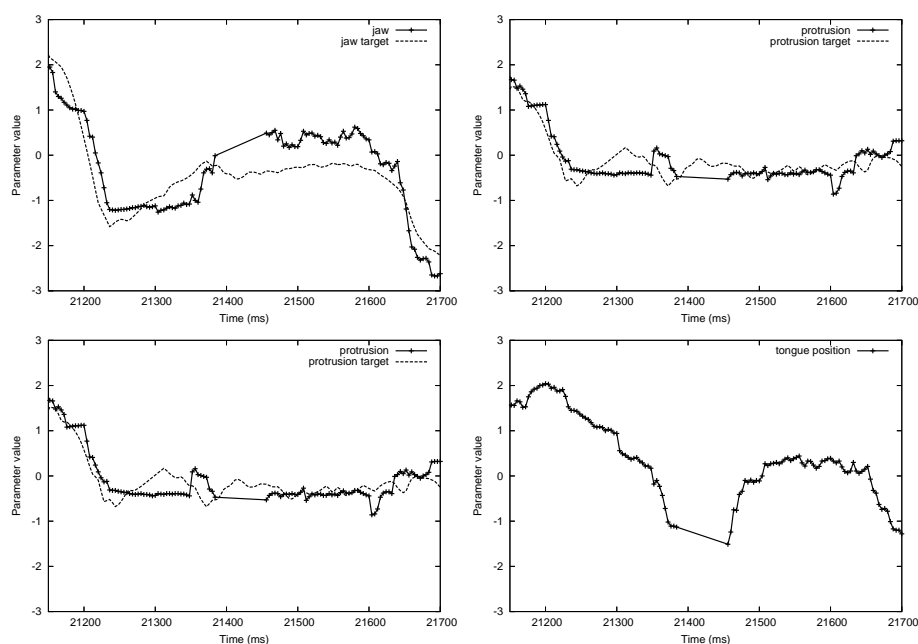 3
2
1
0
-1
-2
-3
21200 21300 21400 21500 21600 21700
Parameter value
Time (ms)
jaw
jaw target
3
2
1
0
-1
-2
-3
21200 21300 21400 21500 21600 21700
Parameter value
Time (ms)
protrusion
protrusion target
3
2
1
0
-1
-2
-3
21200 21300 21400 21500 21600 21700
Parameter value
Time (ms)
protrusion
protrusion target
3
2
1
0
-1
-2
-3
21200 21300 21400 21500 21600 21700
Parameter value
Time (ms)
tongue position